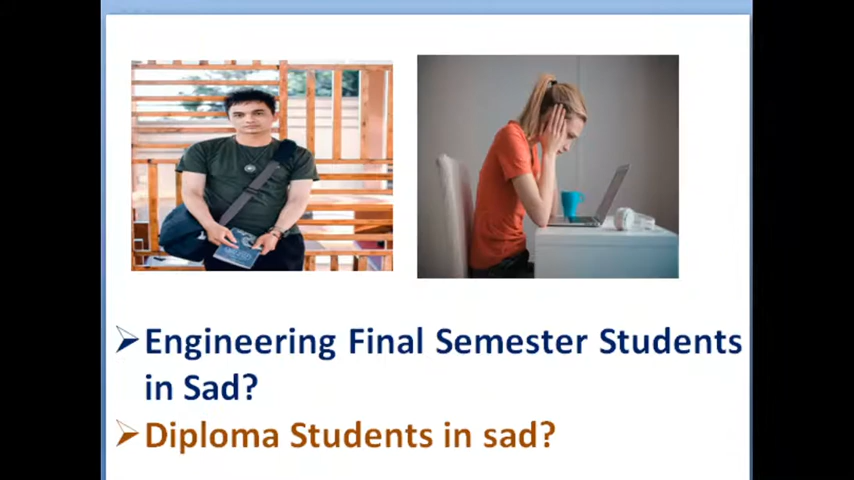 Engineering Final Semester Students
in Sad?
Diploma Students in sad?